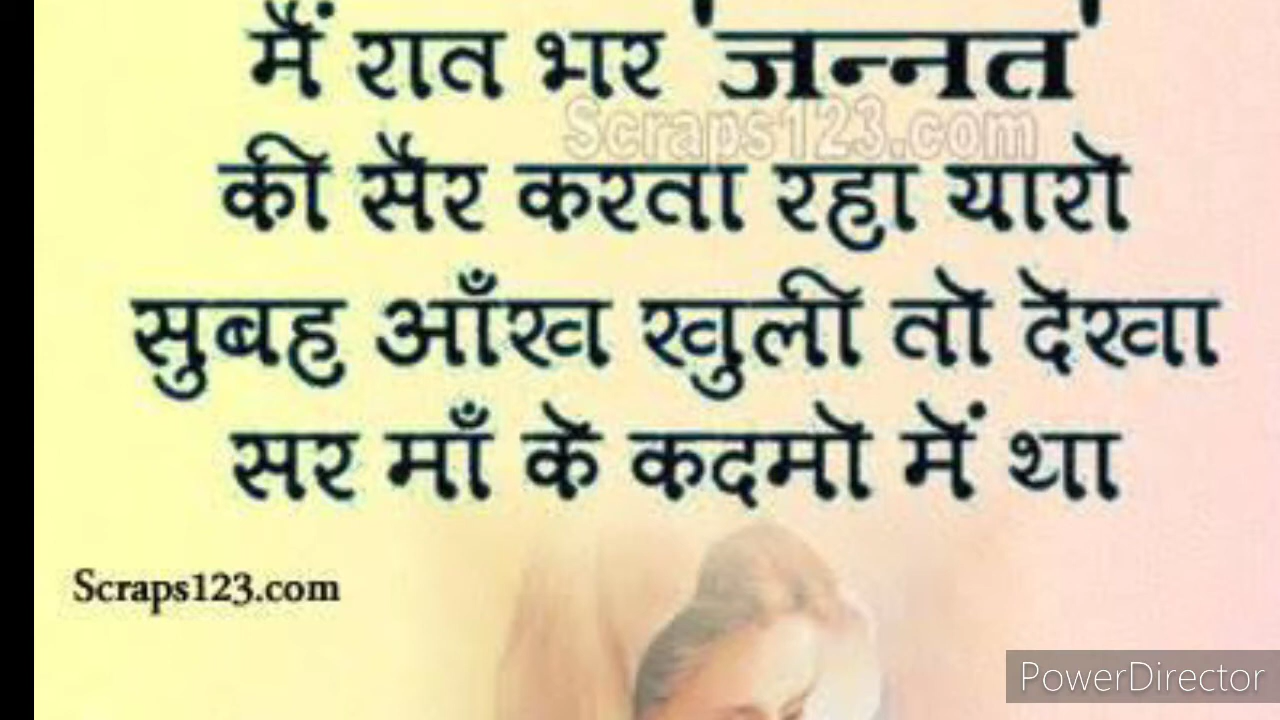 मैं रात भर 'जन्नत'
Scraps123.com
की सैर करता रहा यारो
सुबह आँख खुली तो देखा
सर माँ के कदमो में था
Scraps123.com
PowerDirector